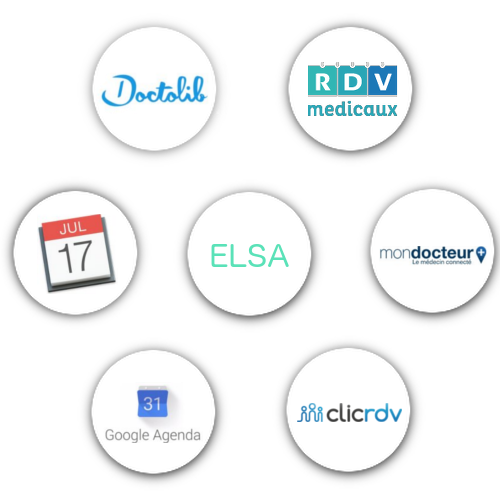 Doctolib
RDV
medicaux
JUL
17
ELSA
mondocteur
Le médecin connecté
31
Google Agenda
clicrdv